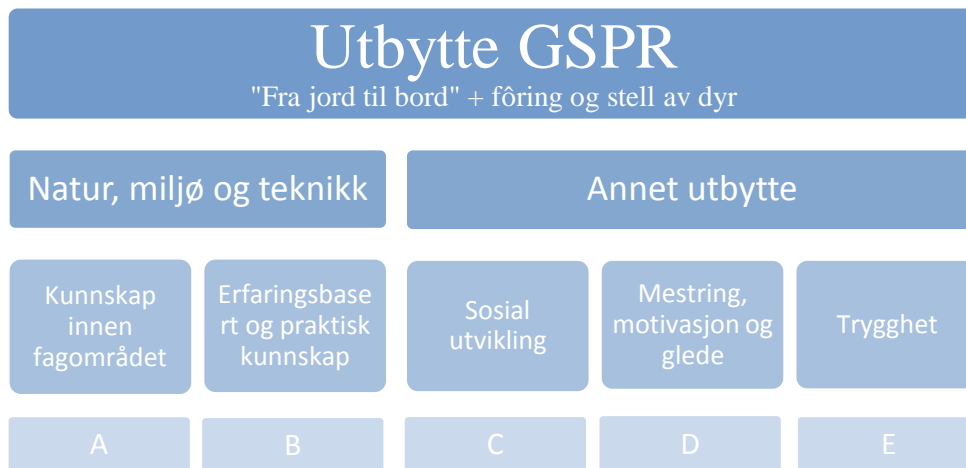 Utbytte GSPR
"Fra jord til bord" + fôring og stell av dyr
Natur, miljø og teknikk
Annet utbytte
Kunnskap
innen
fagområdet
Erfaringsbase
rt og praktisk
kunnskap
Sosial
utvikling
Mestring,
motivasjon og
glede
Trygghet
A
B
C
D
E